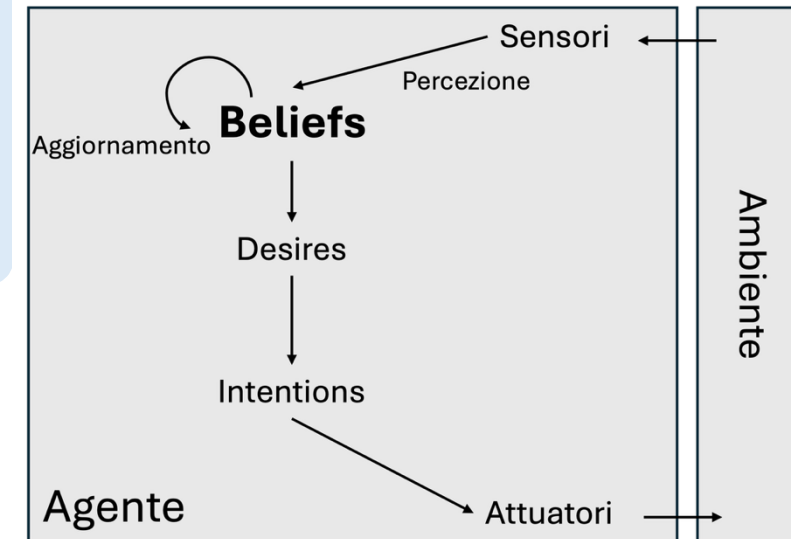 Sensori
Percezione
Beliefs
Aggiornamento
Desires
Intentions
Attuatori
Agente
Ambiente